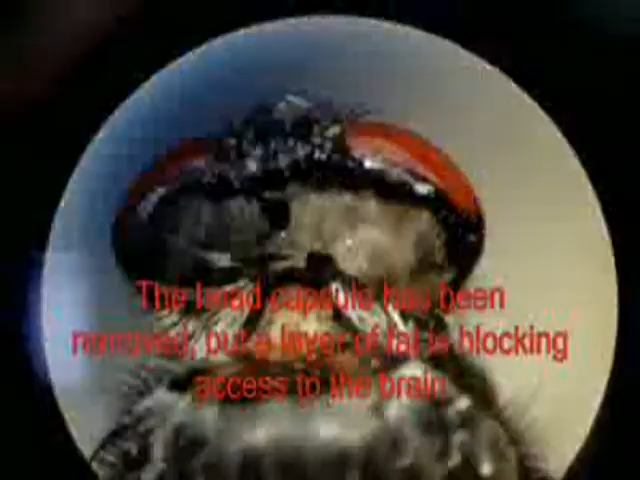 The head capsule has been
removed, but a layer of fat is blocking
access to the brain